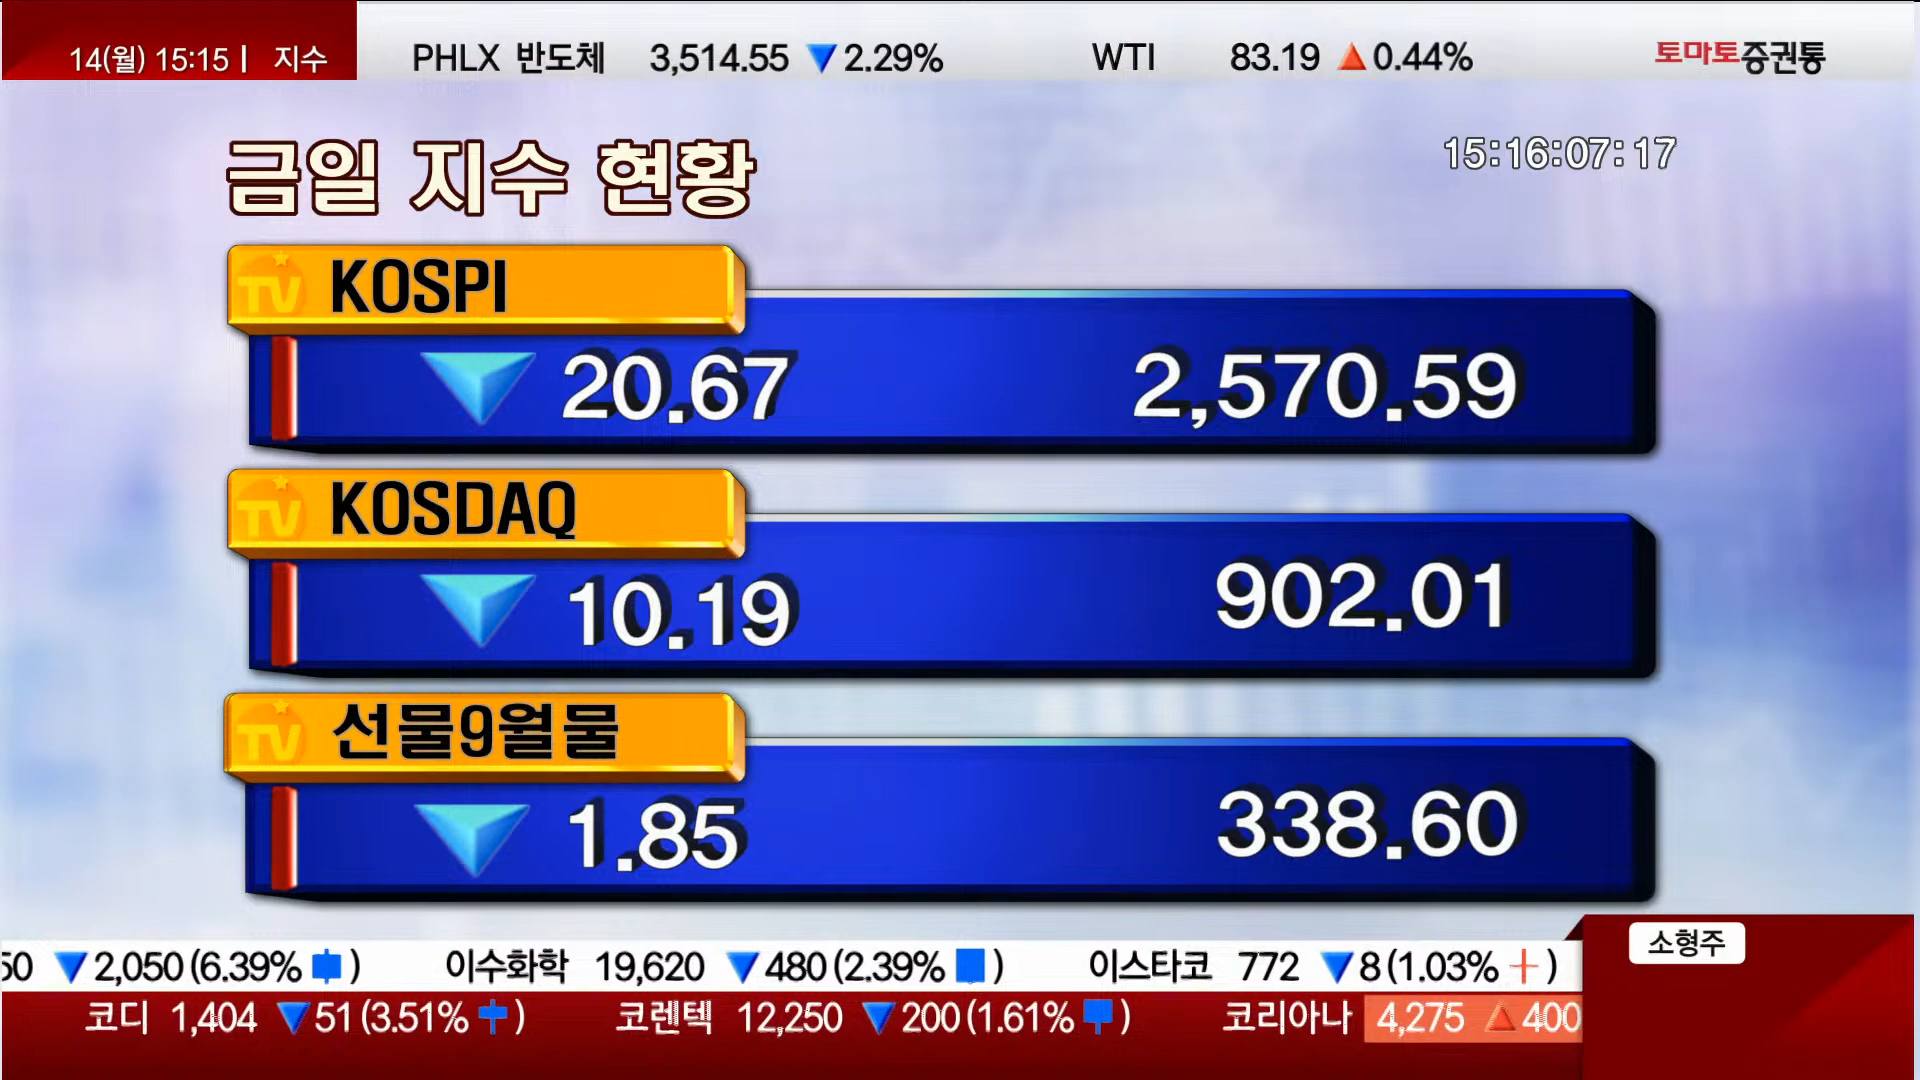 14(월) 15:15 | 지수 PHLX 반도체 3,514.55 ▼ 2.29% WTI 83.19 ▲ 0.44% 토마토증권통
금일 지수 현황 15:16:07:17
TV KOSPI
▼ 20.67 2,570.59
TV KOSDAQ
▼ 10.19 902.01
TV 선물9월물
▼ 1.85 338.60
소형주
50 ▼2,050(6.39% ) 이수화학 19,620 ▼480(2.39% ) 이스타코 772 ▼8(1.03% )
코디 1,404 ▼51(3.51% ) 코렌텍 12,250 ▼200(1.61% ) 코리아나 4,275 ▲400